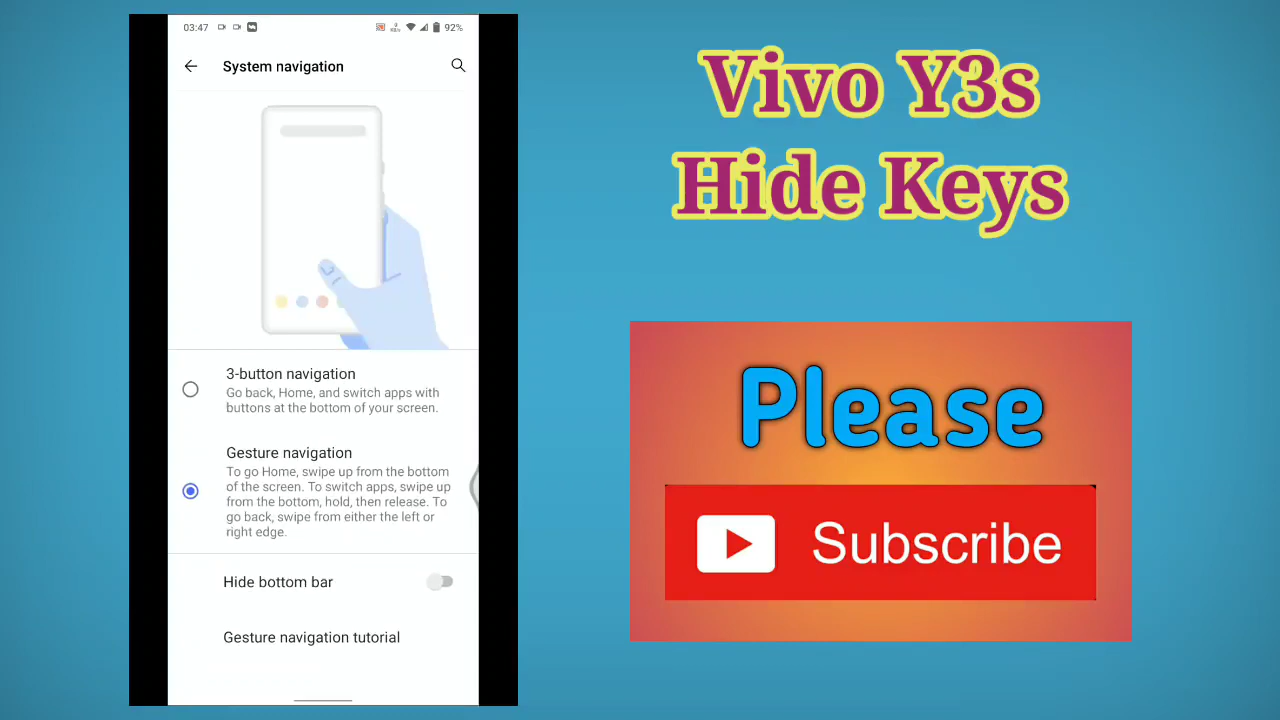 03:47
92%
System navigation
3-button navigation
Go back, Home, and switch apps with
buttons at the bottom of your screen.
Gesture navigation
To go Home, swipe up from the bottom
of the screen. To switch apps, swipe up
from the bottom, hold, then release. To
go back, swipe from either the left or
right edge.
Hide bottom bar
Gesture navigation tutorial
Vivo Y3s
Hide Keys
Please
Subscribe